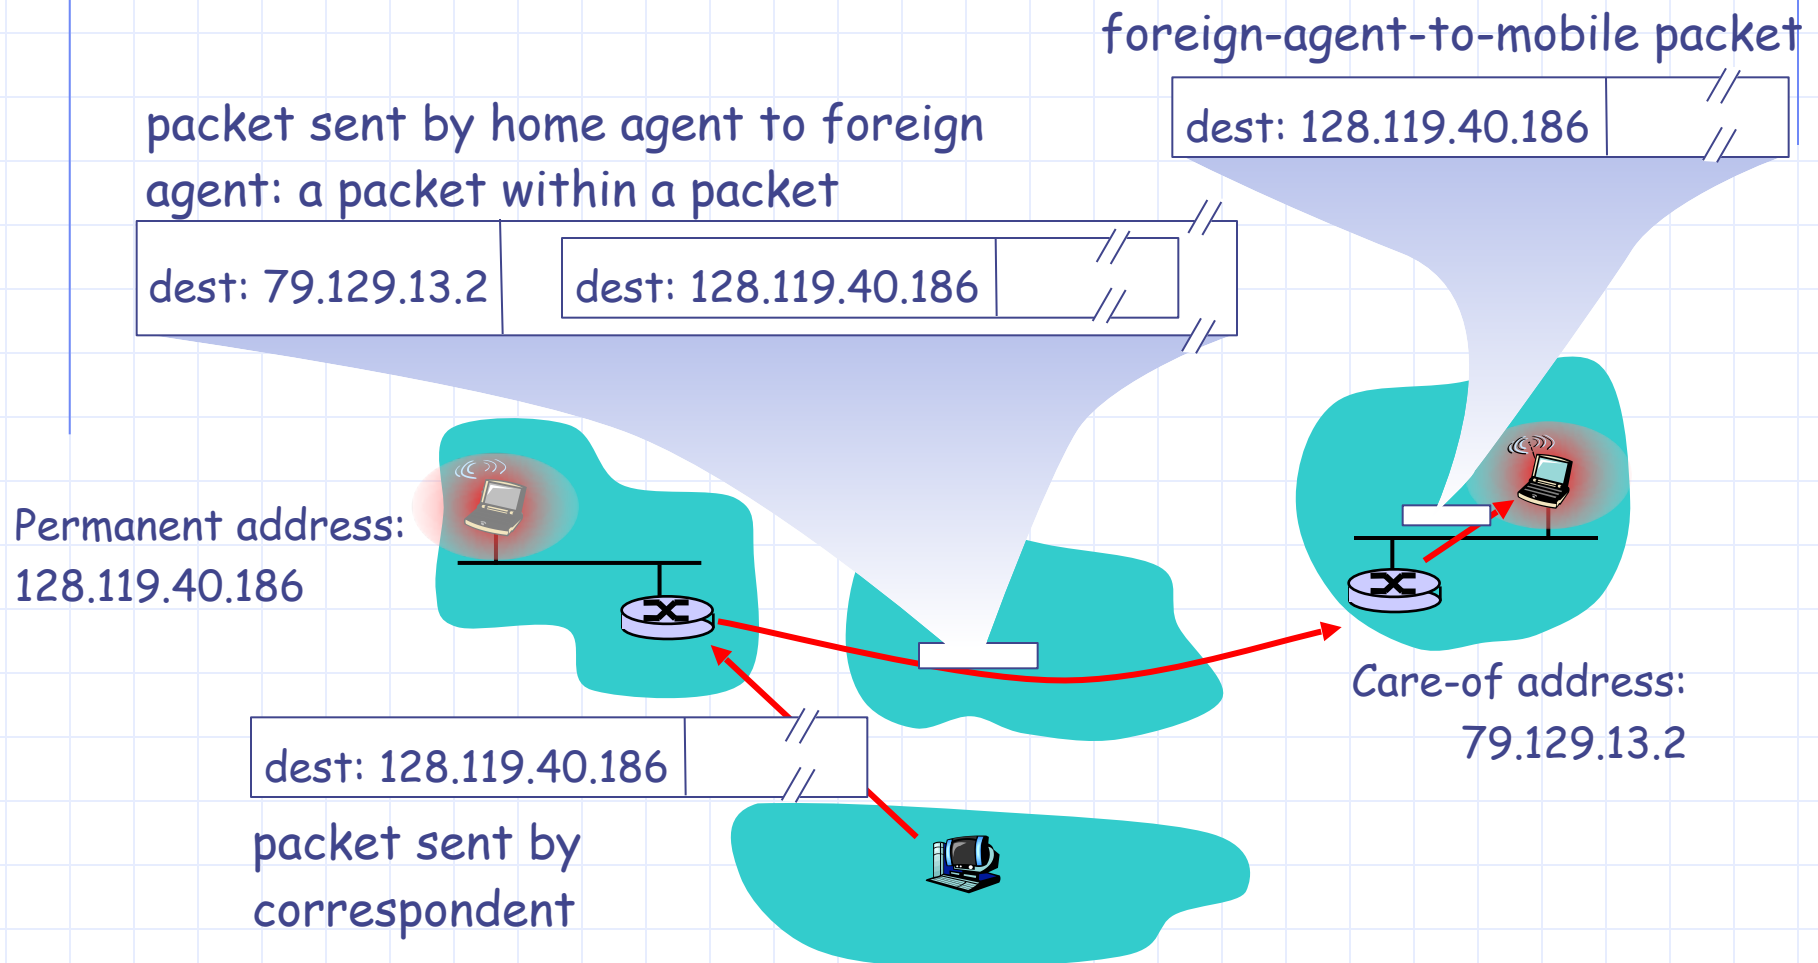 foreign-agent-to-mobile packet
dest: 128.119.40.186
packet sent by home agent to foreign
agent: a packet within a packet
dest: 79.129.13.2
dest: 128.119.40.186
Permanent address:
128.119.40.186
Care-of address:
79.129.13.2
dest: 128.119.40.186
packet sent by
correspondent